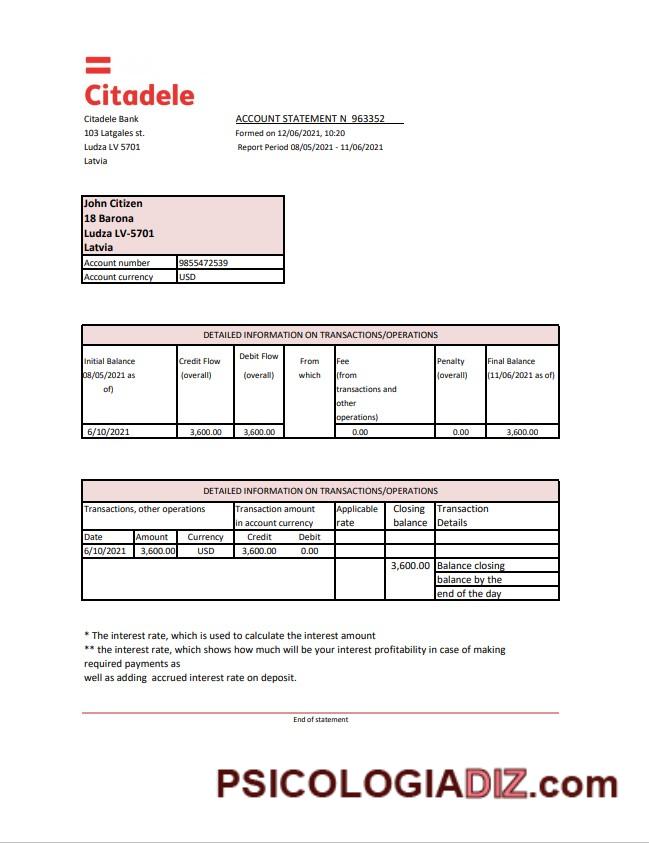 Citadele
Citadele Bank
ACCOUNT STATEMENT N 963352
103 Latgales st.
Formed on 12/06/2021, 10:20
Ludza LV 5701
Report Period 08/05/2021 - 11/06/2021
Latvia
John Citizen
18 Barona
Ludza LV-5701
Latvia
Account number 9855472539
Account currency USD
DETAILED INFORMATION ON TRANSACTIONS/OPERATIONS
Initial Balance
08/05/2021 as
of)
Credit Flow
(overall)
Debit Flow
(overall)
From
which
Fee
(from
transactions and
other
operations)
Penalty
(overall)
Final Balance
(11/06/2021 as of)
6/10/2021 3,600.00 3,600.00 0.00 0.00 3,600.00
DETAILED INFORMATION ON TRANSACTIONS/OPERATIONS
Transactions, other operations
Transaction amount
in account currency
Applicable
rate
Closing
balance
Transaction
Details
Date Amount Currency Credit Debit
6/10/2021 3,600.00 USD 3,600.00 0.00
3,600.00 Balance closing
balance by the
end of the day
* The interest rate, which is used to calculate the interest amount
** the interest rate, which shows how much will be your interest profitability in case of making
required payments as
well as adding accrued interest rate on deposit.
End of statement
PSICOLOGIADIZ.com